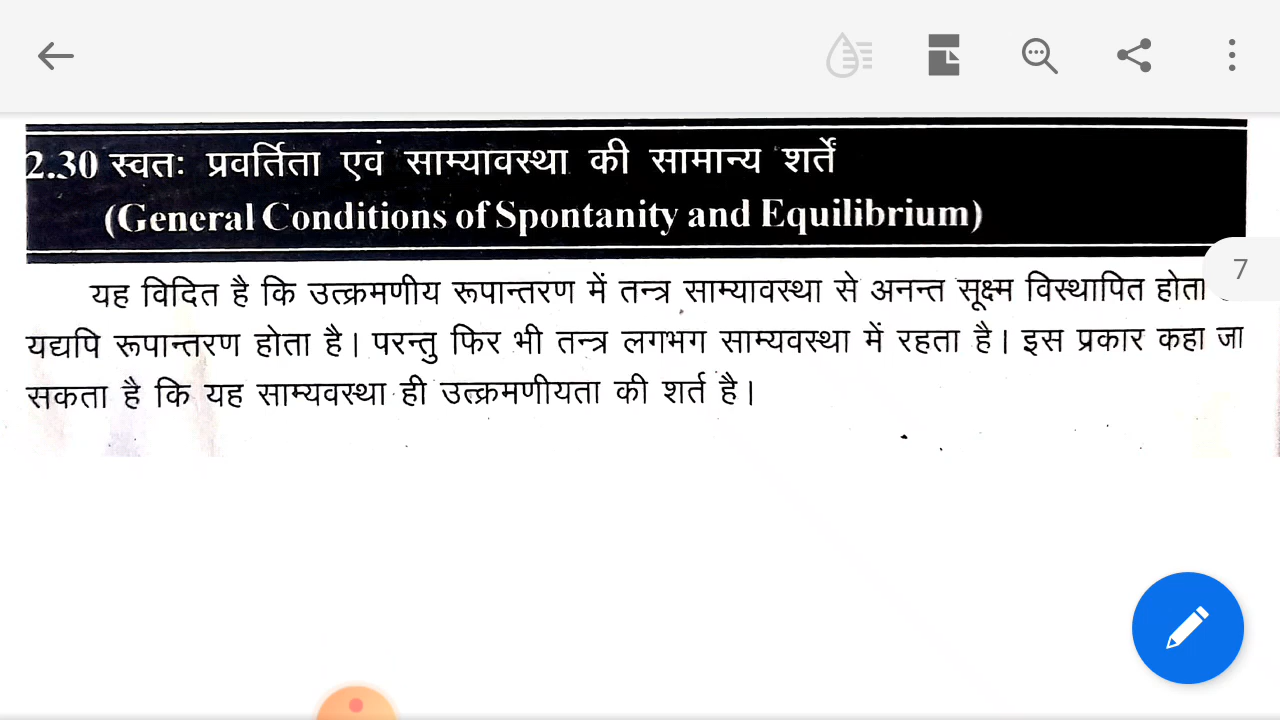 2.30 स्वतः प्रवर्तिता एवं साम्यावस्था की सामान्य शर्तें
(General Conditions of Spontanity and Equilibrium)
7
यह विदित है कि उत्क्रमणीय रूपान्तरण में तन्त्र साम्यावस्था से अनन्त सूक्ष्म विस्थापित होता
यद्यपि रूपान्तरण होता है। परन्तु फिर भी तन्त्र लगभग साम्यवस्था में रहता है। इस प्रकार कहा जा
सकता है कि यह साम्यवस्था ही उत्क्रमणीयता की शर्त है।